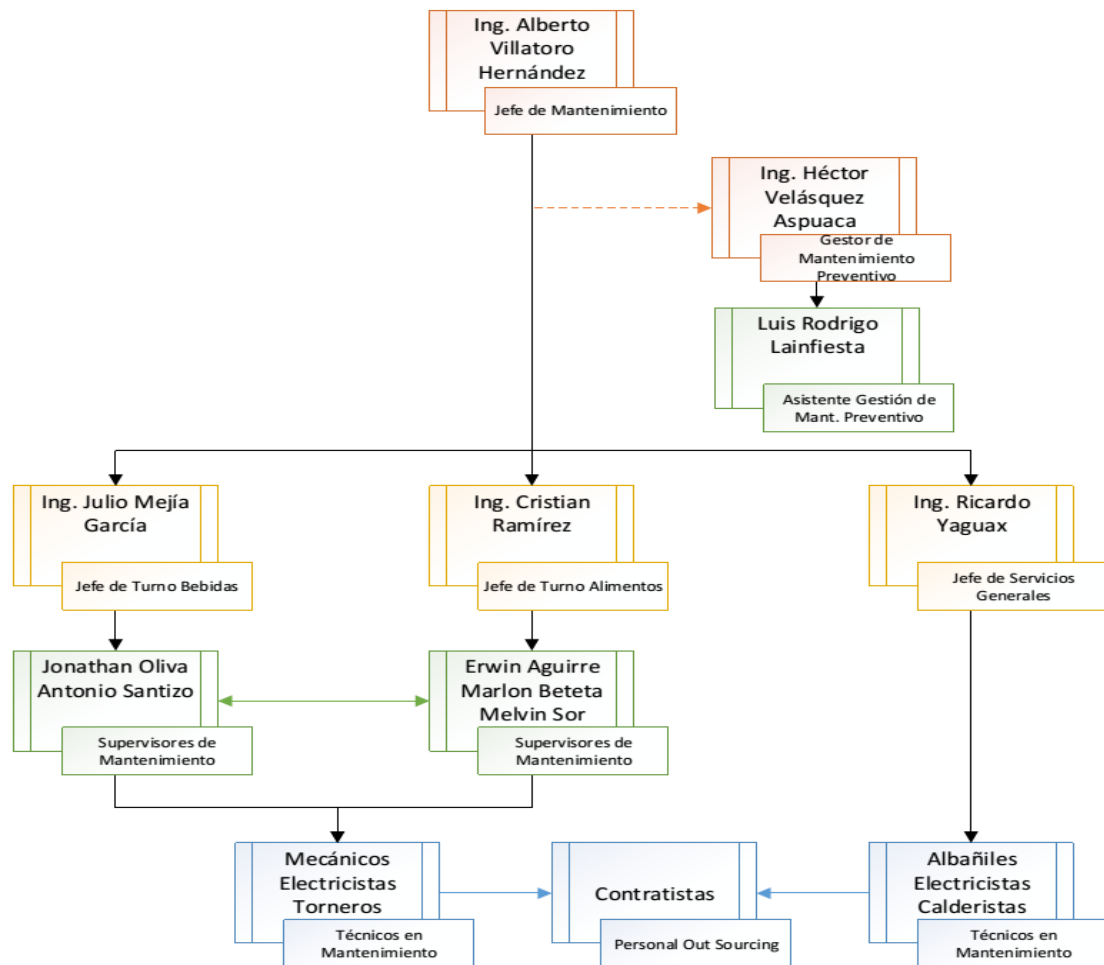 Ing. Alberto
Villatoro
Hernández
Jefe de Mantenimiento
Ing. Héctor
Velásquez
Aspuaca
Gestor de
Mantenimiento
Preventivo
Luis Rodrigo
Lainfiesta
Asistente Gestión de
Mant. Preventivo
Ing. Julio Mejía
García
Jefe de Turno Bebidas
Ing. Cristian
Ramírez
Jefe de Turno Alimentos
Ing. Ricardo
Yaguax
Jefe de Servicios
Generales
Jonathan Oliva
Antonio Santizo
Supervisores de
Mantenimiento
Erwin Aguirre
Marlon Beteta
Melvin Sor
Supervisores de
Mantenimiento
Mecánicos
Electricistas
Torneros
Técnicos en
Mantenimiento
Contratistas
Personal Out Sourcing
Albañiles
Electricistas
Calderistas
Técnicos en
Mantenimiento